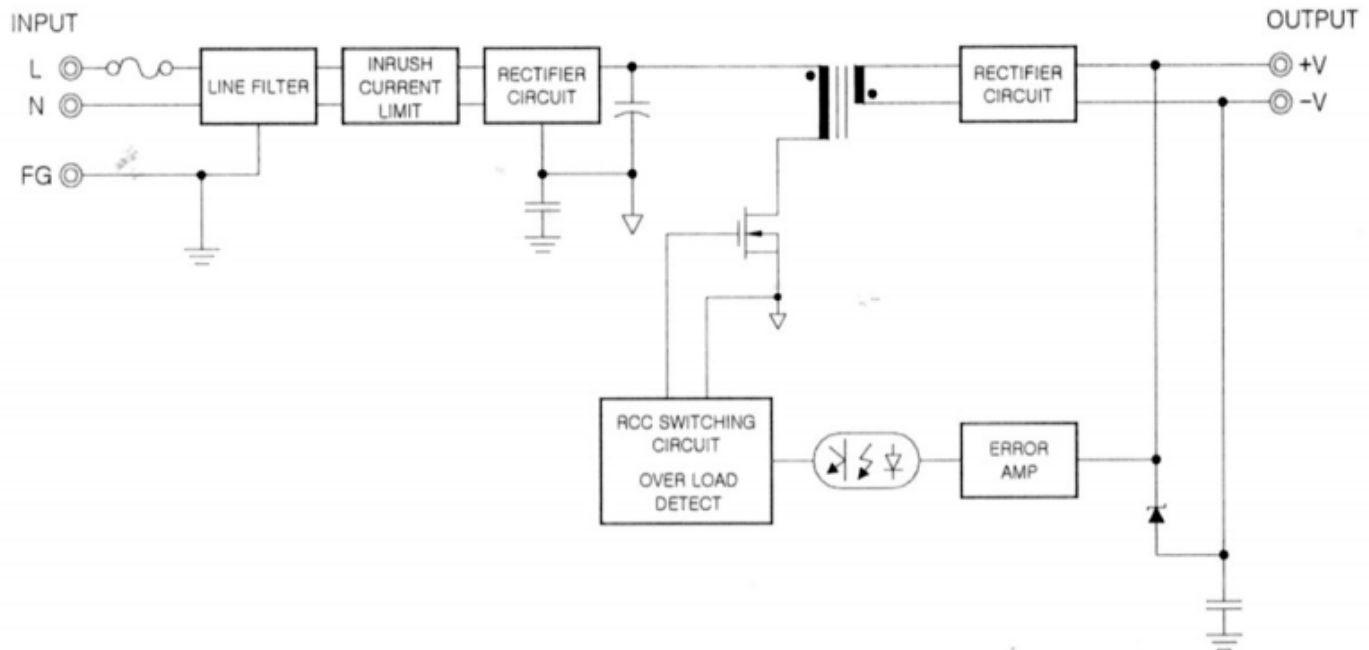 INPUT
OUTPUT
L
N
FG
LINE FILTER
INRUSH
CURRENT
LIMIT
RECTIFIER
CIRCUIT
RECTIFIER
CIRCUIT
+V
−V
RCC SWITCHING
CIRCUIT
OVER LOAD
DETECT
ERROR
AMP